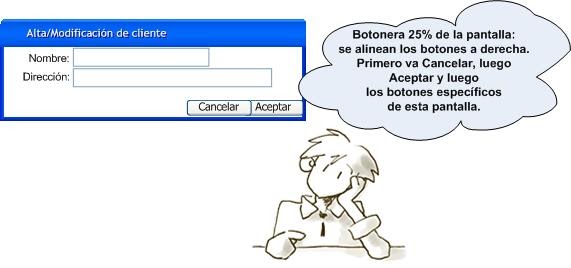 Alta/Modificación de cliente
Nombre:
Dirección:
Cancelar Aceptar
Botonera 25% de la pantalla:
se alinean los botones a derecha.
Primero va Cancelar, luego
Aceptar y luego
los botones específicos
de esta pantalla.